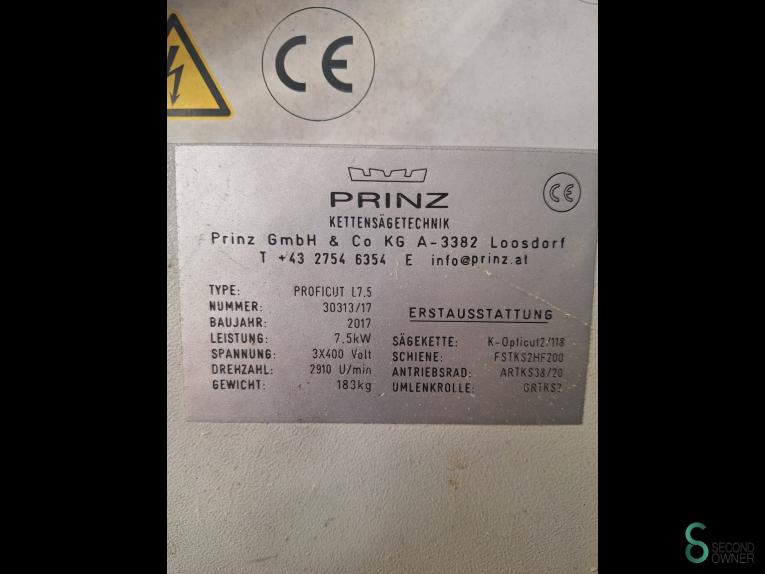 CE
PRINZ
CE
KETTENSÄGETECHNIK
Prinz GmbH & Co KG A-3382 Loosdorf
T +43 2754 6354 E info@prinz.at
TYPE: PROFICUT L7.5
NUMMER: 30313/17
BAUJAHR: 2017
LEISTUNG: 7.5kW
SPANNUNG: 3X400 Volt
DREHZAHL: 2910 U/min
GEWICHT: 183kg
ERSTAUSSTATTUNG
SÄGEKETTE: K-Opticut2/118
SCHIENE: FSTKS2HF200
ANTRIEBSRAD: ARTKS38/20
UMLENKROLLE:
SECOND
OWNER